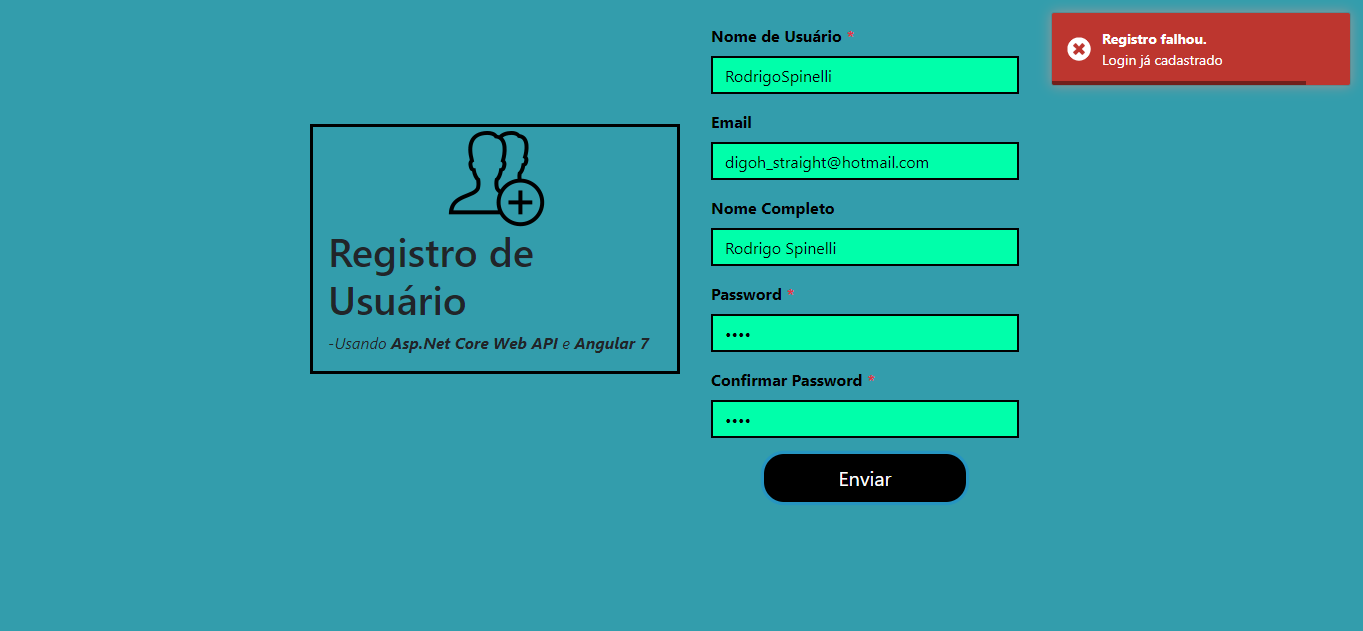 Registro de
Usuário
-Usando Asp.Net Core Web API e Angular 7
Nome de Usuário *
RodrigoSpinelli
Email
digoh_straight@hotmail.com
Nome Completo
Rodrigo Spinelli
Password *
••••
Confirmar Password *
••••
Enviar
Registro falhou.
Login já cadastrado